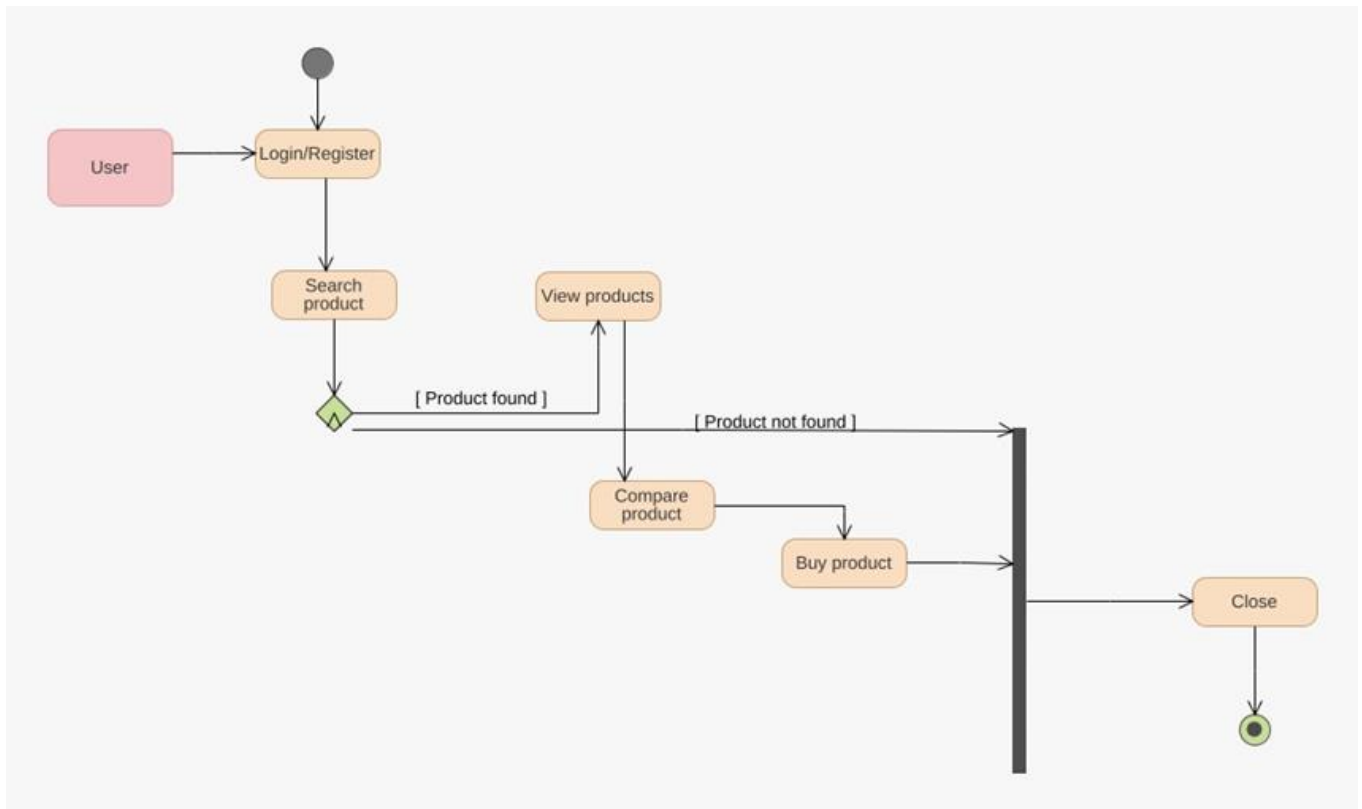 User
Login/Register
Search
product
View products
[ Product found ]
[ Product not found ]
Compare
product
Buy product
Close